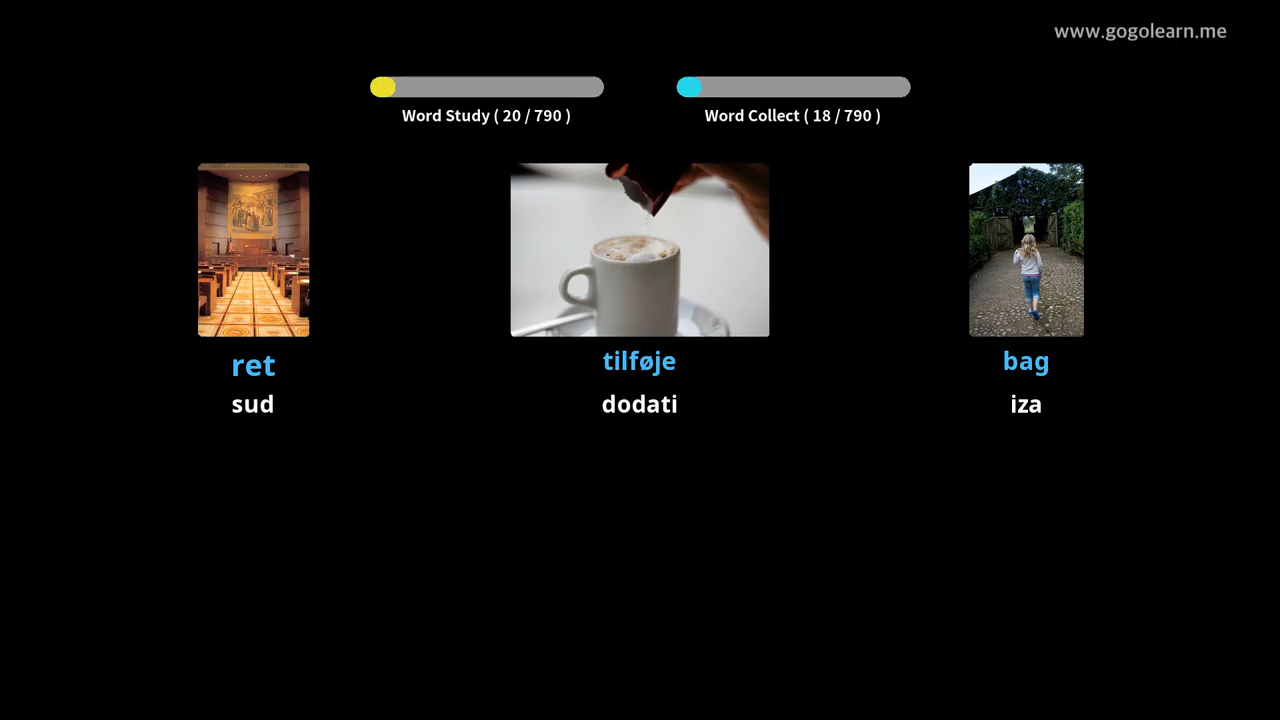 www.gogolearn.me
Word Study ( 20 / 790 )
Word Collect ( 18 / 790 )
ret
tilføje
bag
sud
dodati
iza